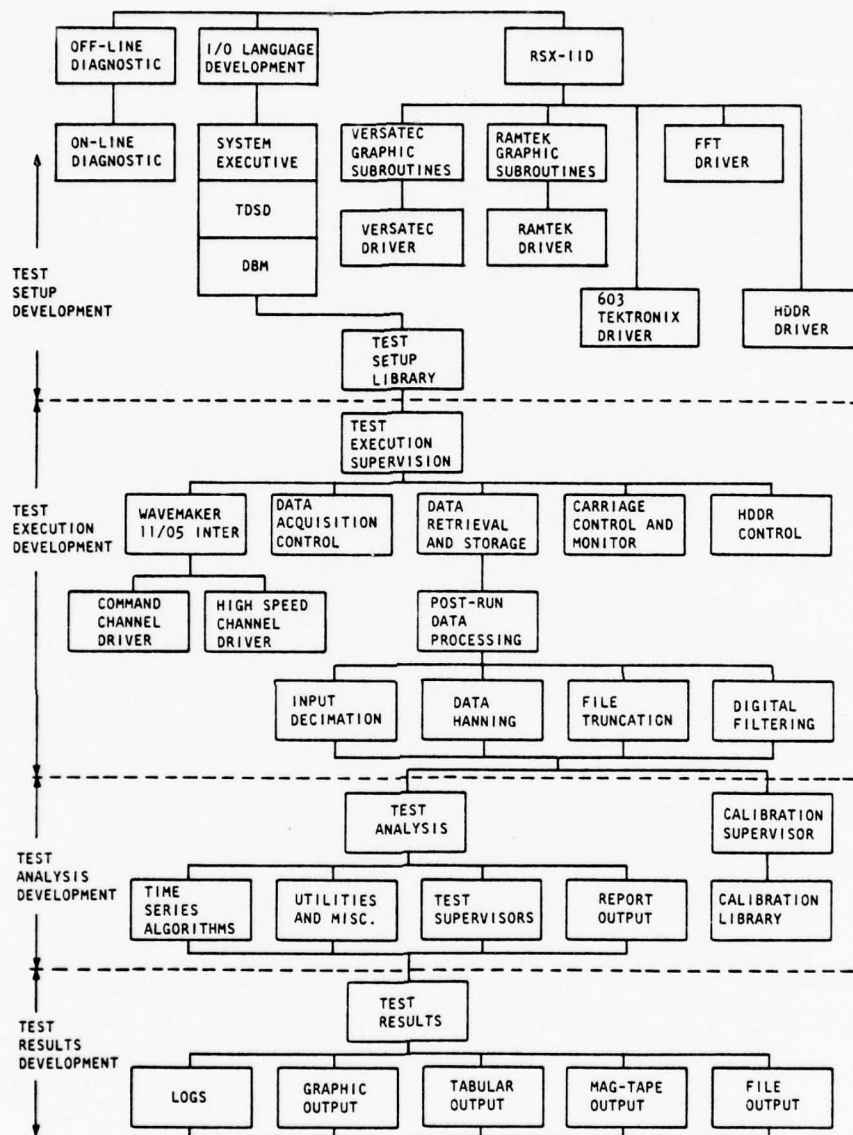 OFF-LINE
DIAGNOSTIC
I/O LANGUAGE
DEVELOPMENT
RSX-11D
ON-LINE
DIAGNOSTIC
SYSTEM
EXECUTIVE
TDSD
DBM
VERSATEC
GRAPHIC
SUBROUTINES
RAMTEK
GRAPHIC
SUBROUTINES
FFT
DRIVER
VERSATEC
DRIVER
RAMTEK
DRIVER
603
TEKTRONIX
DRIVER
HDDR
DRIVER
TEST
SETUP
DEVELOPMENT
TEST
SETUP
LIBRARY
TEST
EXECUTION
SUPERVISION
TEST
EXECUTION
DEVELOPMENT
WAVEMAKER
11/05 INTER
DATA
ACQUISITION
CONTROL
DATA
RETRIEVAL
AND STORAGE
CARRIAGE
CONTROL AND
MONITOR
HDDR
CONTROL
COMMAND
CHANNEL
DRIVER
HIGH SPEED
CHANNEL
DRIVER
POST-RUN
DATA
PROCESSING
INPUT
DECIMATION
DATA
HANNING
FILE
TRUNCATION
DIGITAL
FILTERING
TEST
ANALYSIS
CALIBRATION
SUPERVISOR
TEST
ANALYSIS
DEVELOPMENT
TIME
SERIES
ALGORITHMS
UTILITIES
AND MISC.
TEST
SUPERVISORS
REPORT
OUTPUT
CALIBRATION
LIBRARY
TEST
RESULTS
TEST
RESULTS
DEVELOPMENT
LOGS
GRAPHIC
OUTPUT
TABULAR
OUTPUT
MAG-TAPE
OUTPUT
FILE
OUTPUT